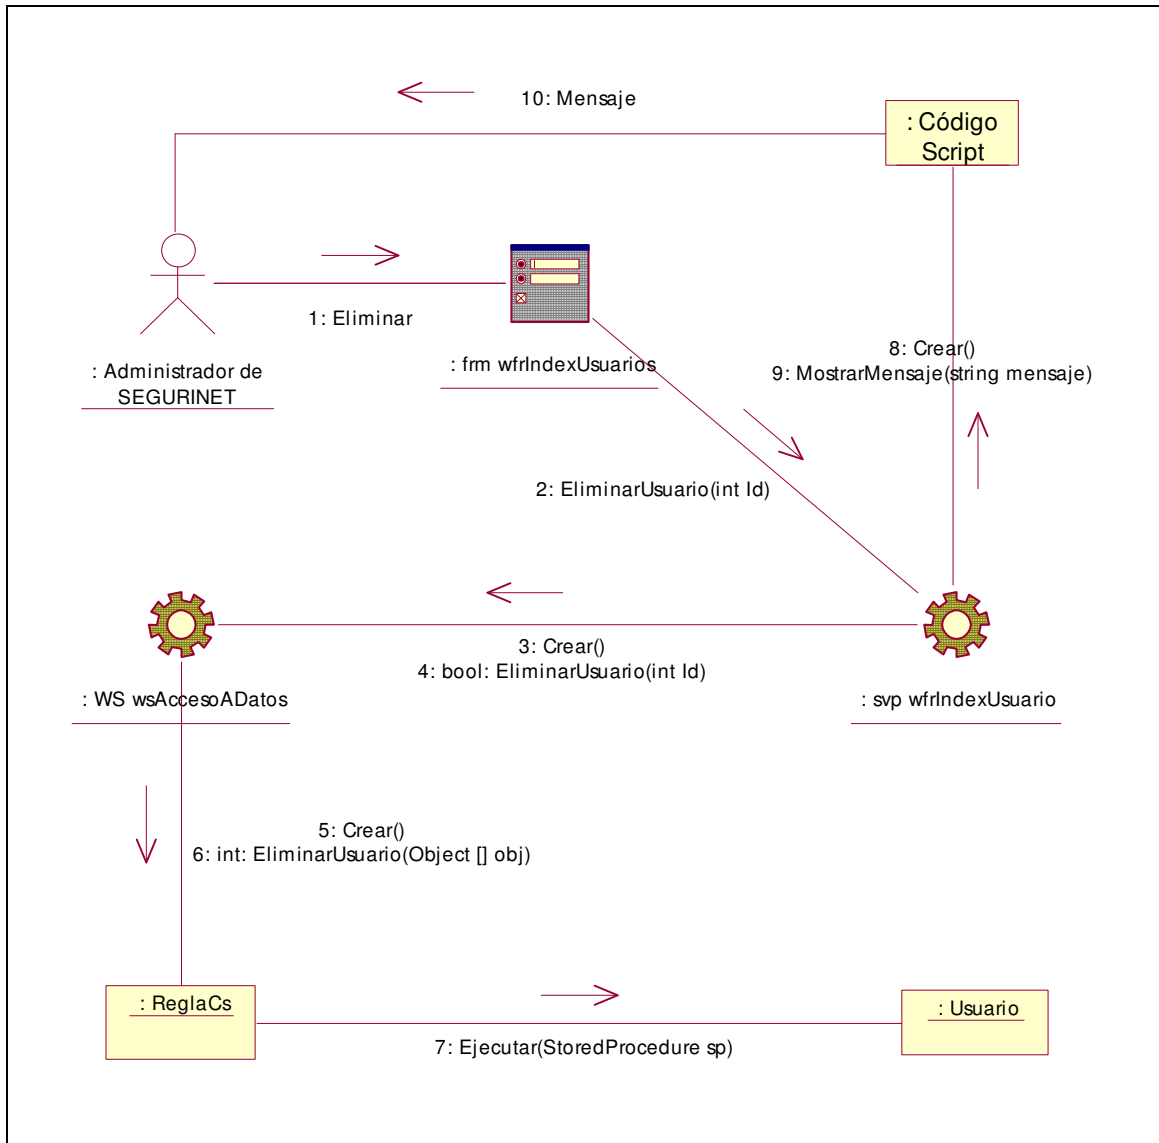 10: Mensaje
: Código
Script
1: Eliminar
: Administrador de
SEGURINET
: frm wfrIndexUsuarios
8: Crear()
9: MostrarMensaje(string mensaje)
2: EliminarUsuario(int Id)
3: Crear()
4: bool: EliminarUsuario(int Id)
: WS wsAccesoADatos
: svp wfrIndexUsuario
5: Crear()
6: int: EliminarUsuario(Object [] obj)
: ReglaCs
: Usuario
7: Ejecutar(StoredProcedure sp)